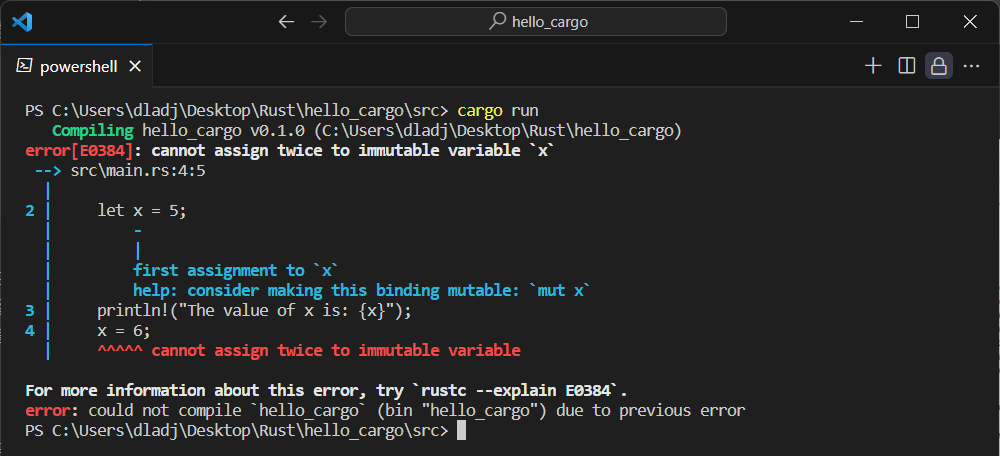 hello_cargo
powershell
PS C:\Users\dladj\Desktop\Rust\hello_cargo\src> cargo run
   Compiling hello_cargo v0.1.0 (C:\Users\dladj\Desktop\Rust\hello_cargo)
error[E0384]: cannot assign twice to immutable variable `x`
 --> src\main.rs:4:5
  |
2 |     let x = 5;
  |         -
  |         |
  |         first assignment to `x`
  |         help: consider making this binding mutable: `mut x`
3 |     println!("The value of x is: {x}");
4 |     x = 6;
  |     ^^^^^ cannot assign twice to immutable variable
For more information about this error, try `rustc --explain E0384`.
error: could not compile `hello_cargo` (bin "hello_cargo") due to previous error
PS C:\Users\dladj\Desktop\Rust\hello_cargo\src>